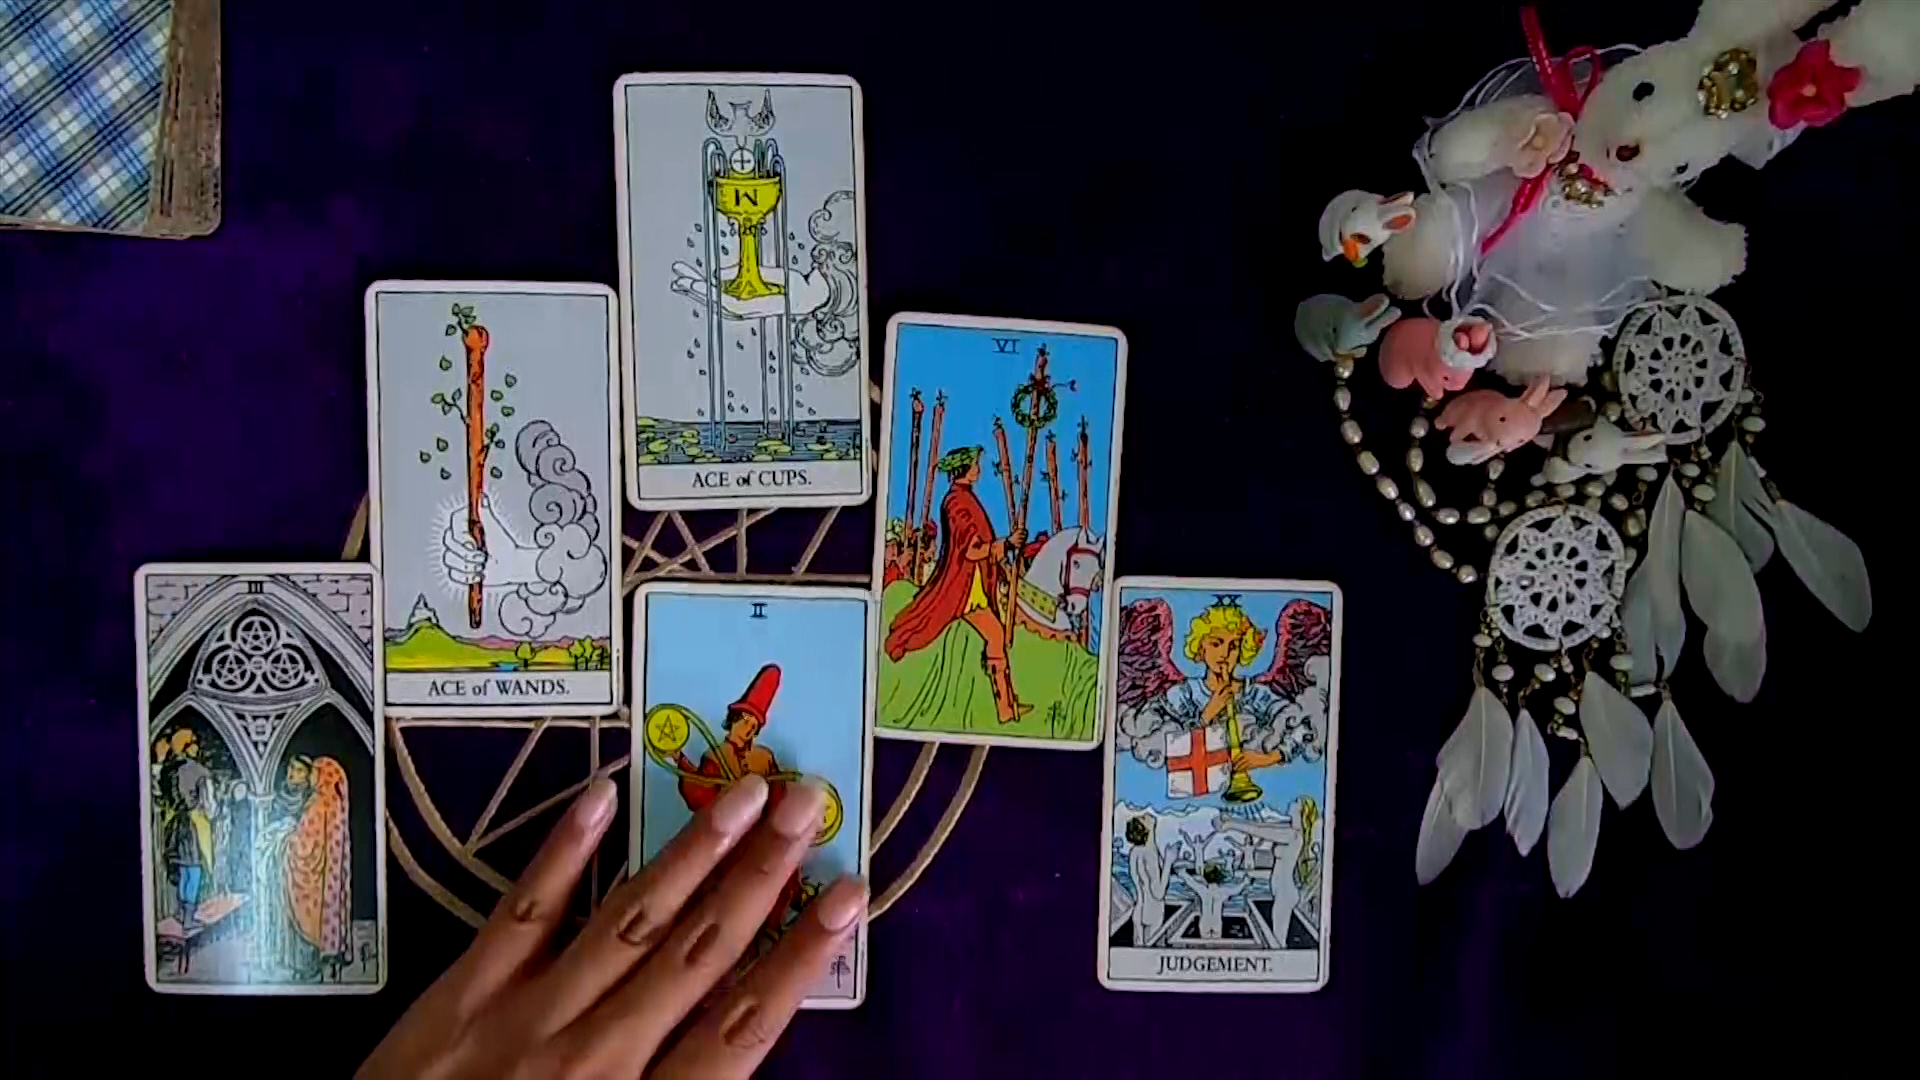 ACE of CUPS.
VI
ACE of WANDS.
III
II
XX
JUDGEMENT.